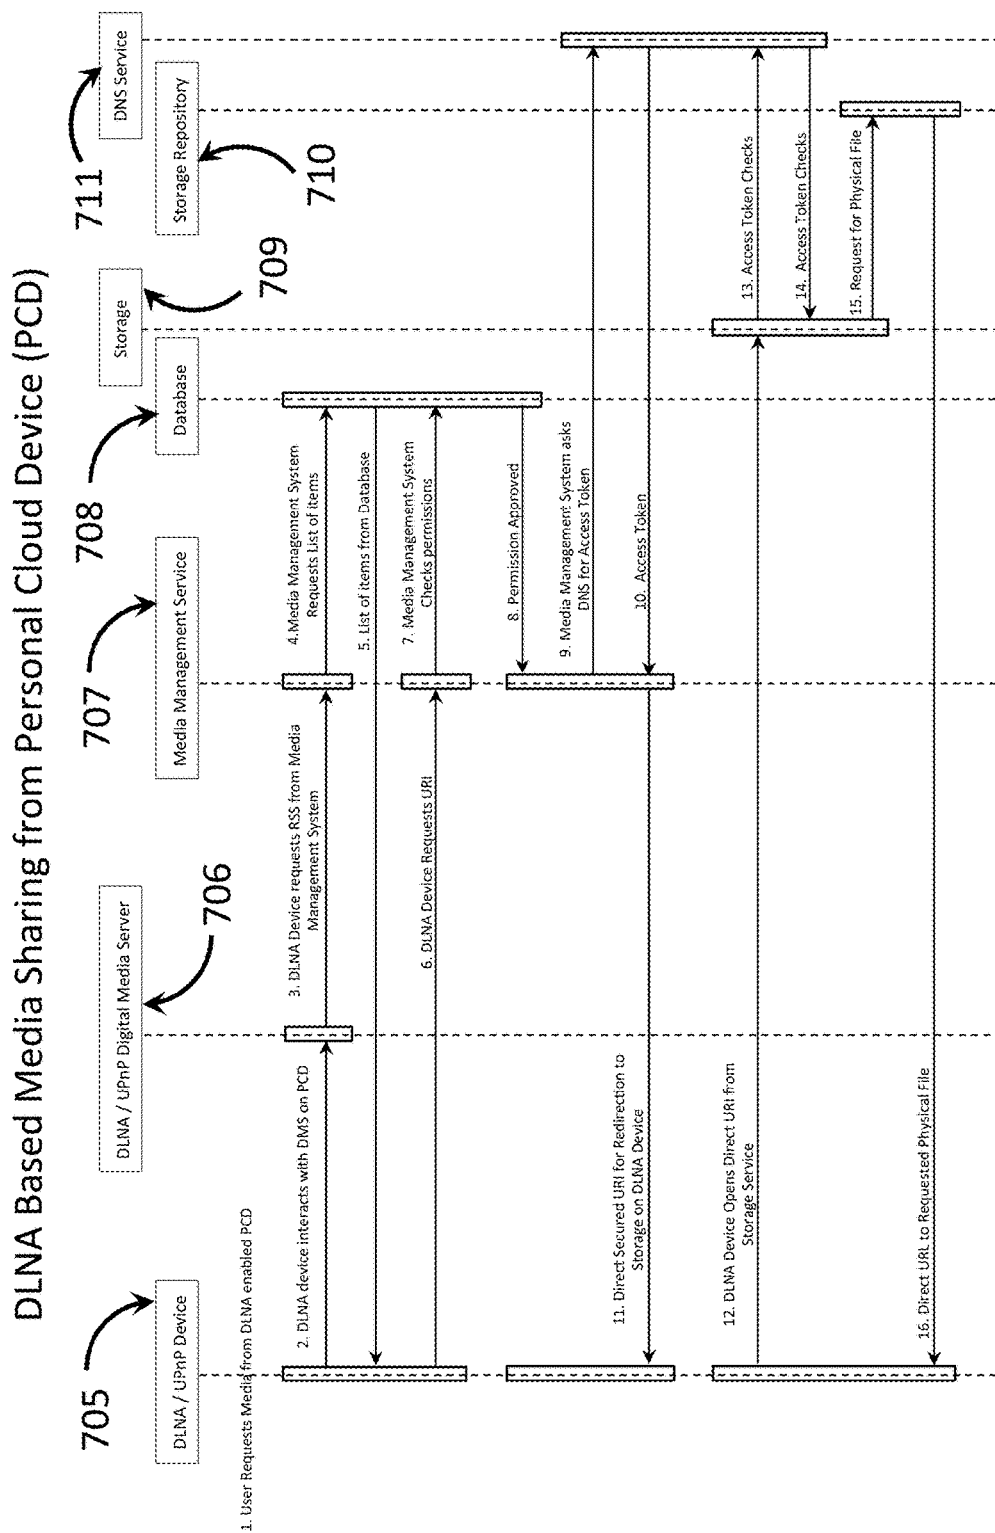 DLNA Based Media Sharing from Personal Cloud Device (PCD)
705
706
707
708
709
710
711
DLNA / UPnP Device
DLNA / UPnP Digital Media Server
Media Management Service
Database
Storage
Storage Repository
DNS Service
1. User Requests Media from DLNA enabled PCD
2. DLNA device interacts with DMS on PCD
3. DLNA Device requests RSS from Media
Management System
4.Media Management System
Requests List of items
5. List of items from Database
6. DLNA Device Requests URI
7. Media Management System
Checks permissions
8. Permission Approved
9. Media Management System asks
DNS for Access Token
10. Access Token
11. Direct Secured URI for Redirection to
Storage on DLNA Device
12. DLNA Device Opens Direct URI from
Storage Service
13. Access Token Checks
14. Access Token Checks
15. Request for Physical File
16. Direct URL to Requested Physical File